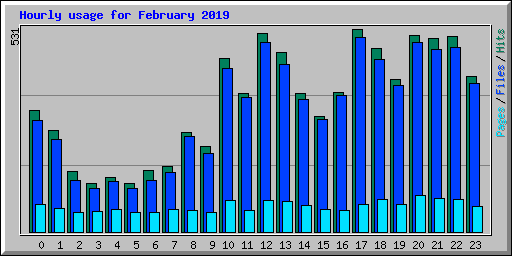 Hourly usage for February 2019
531
Pages / Files / Hits
0 1 2 3 4 5 6 7 8 9 10 11 12 13 14 15 16 17 18 19 20 21 22 23